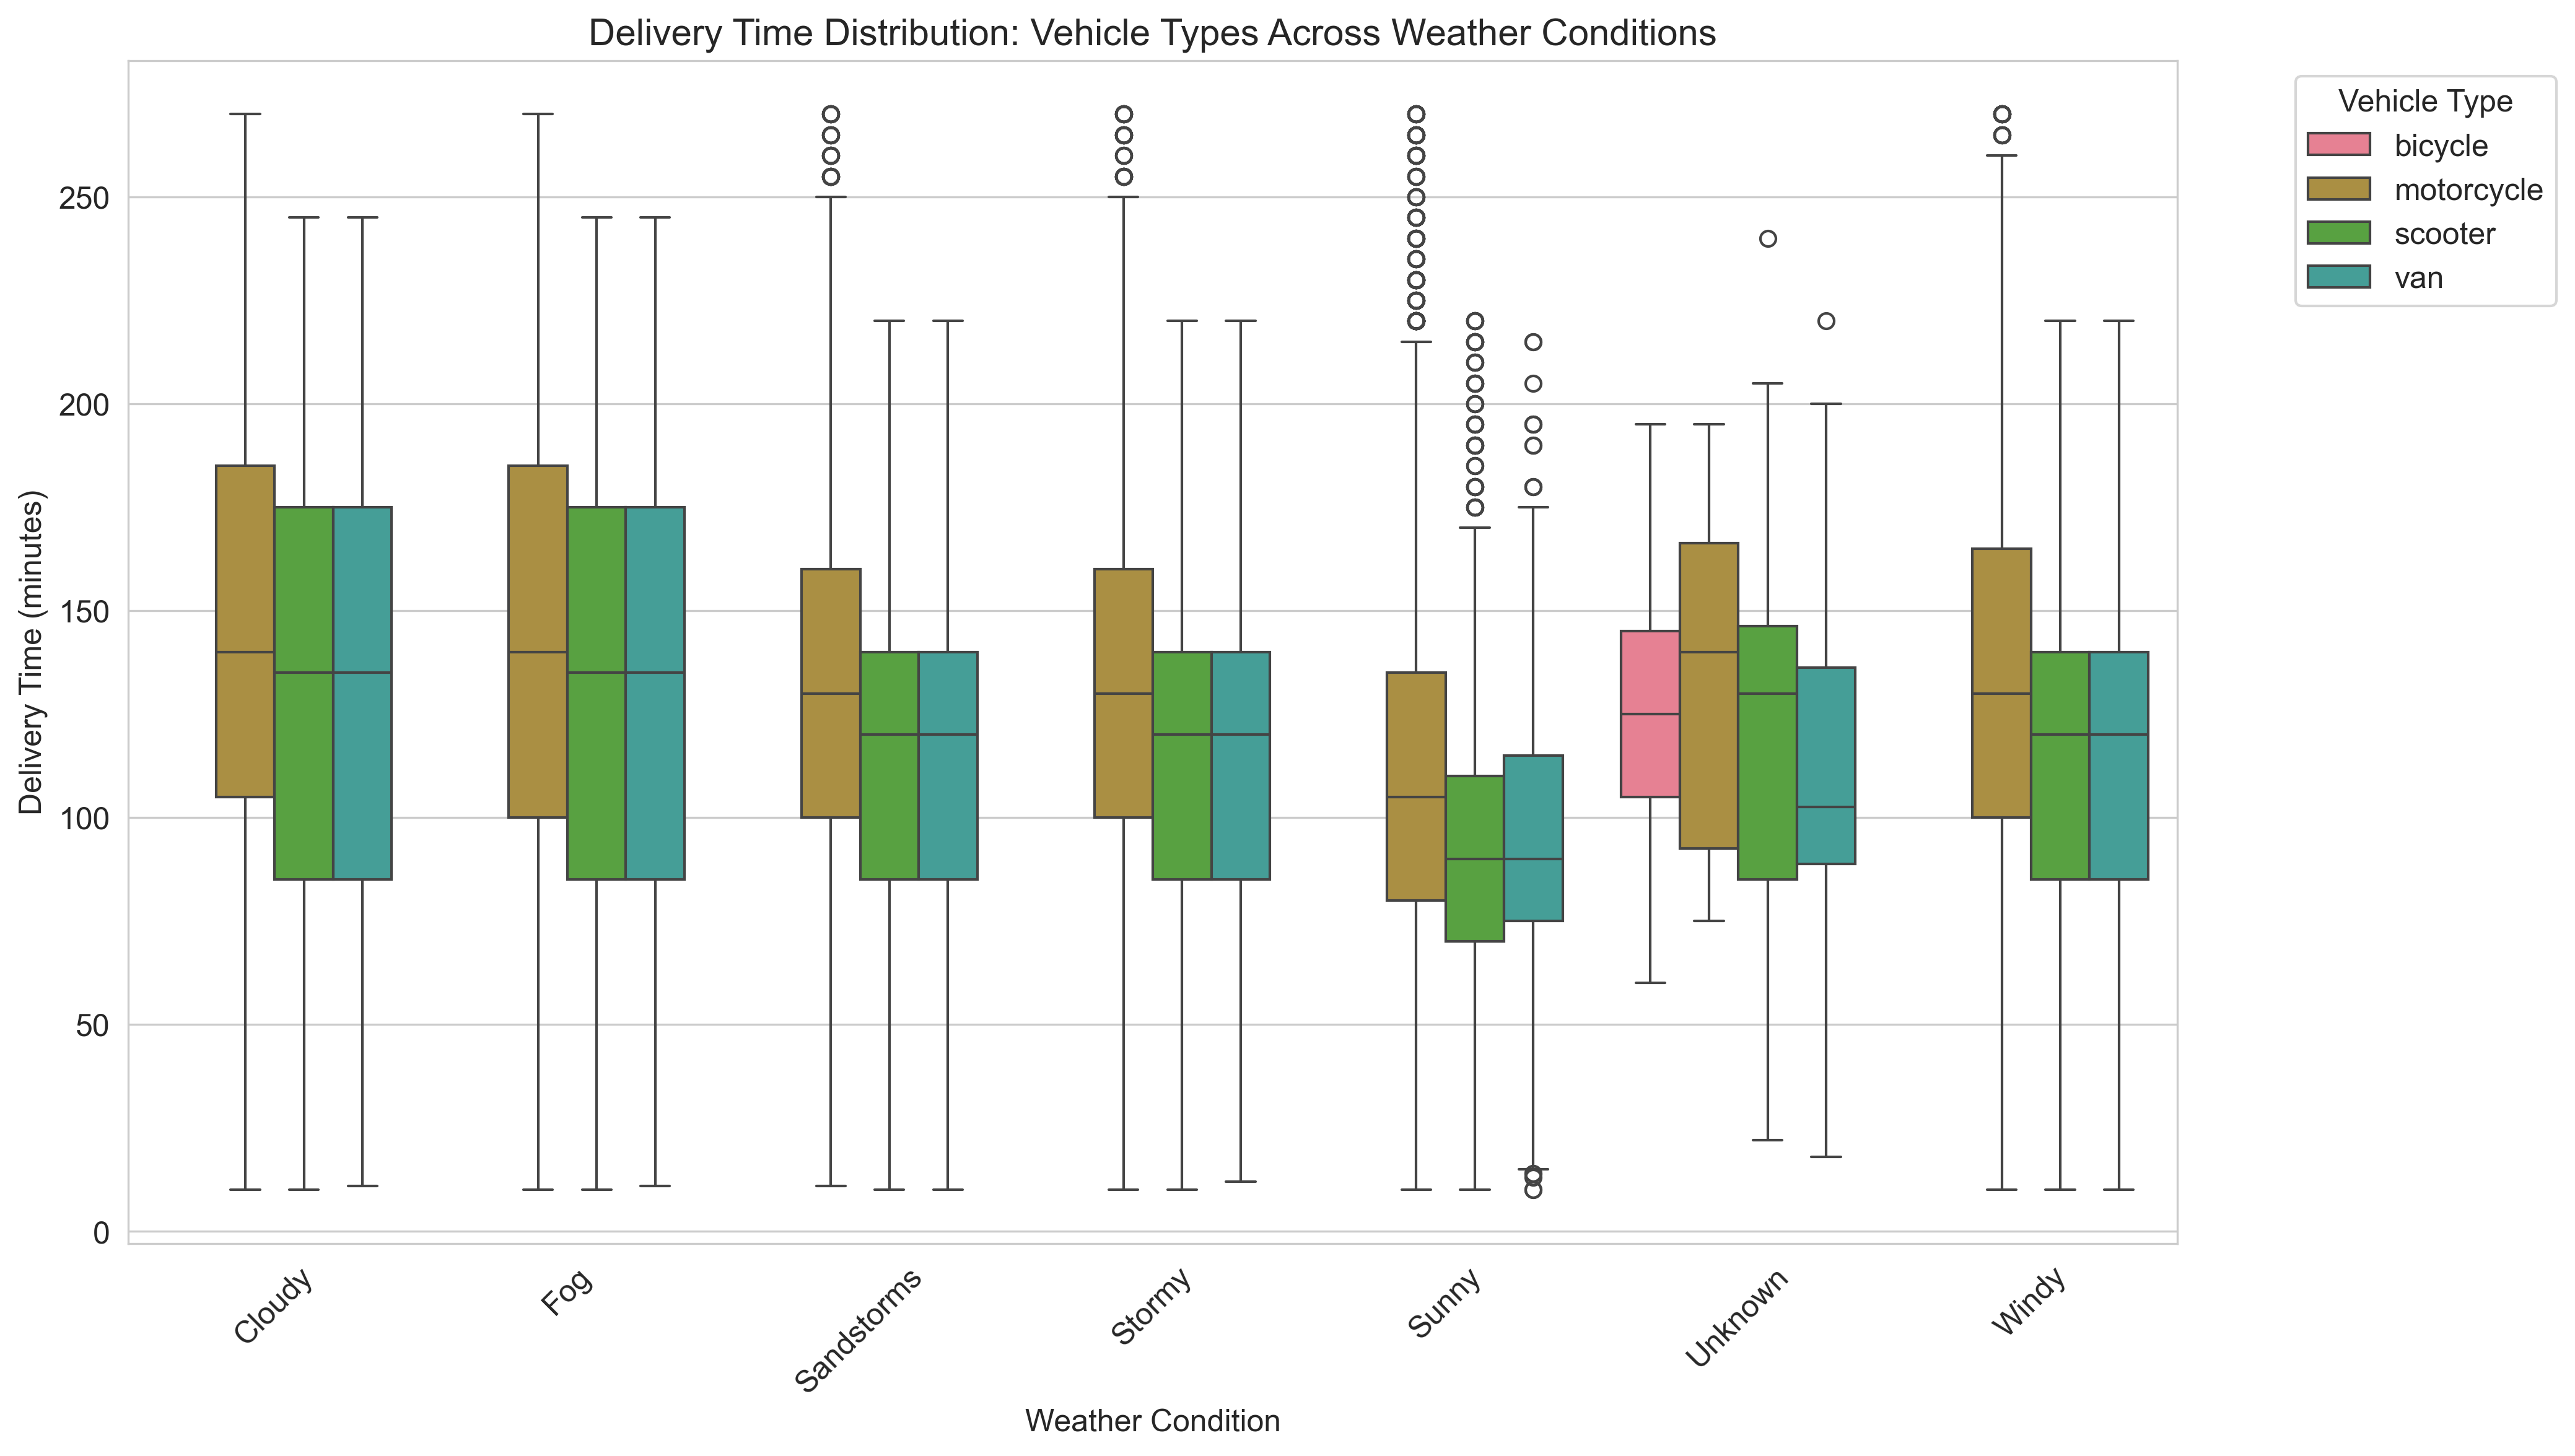 Delivery Time Distribution: Vehicle Types Across Weather Conditions
Vehicle Type
bicycle
motorcycle
scooter
van
Delivery Time (minutes)
250
200
150
100
50
0
Cloudy
Fog
Sandstorms
Stormy
Sunny
Unknown
Windy
Weather Condition